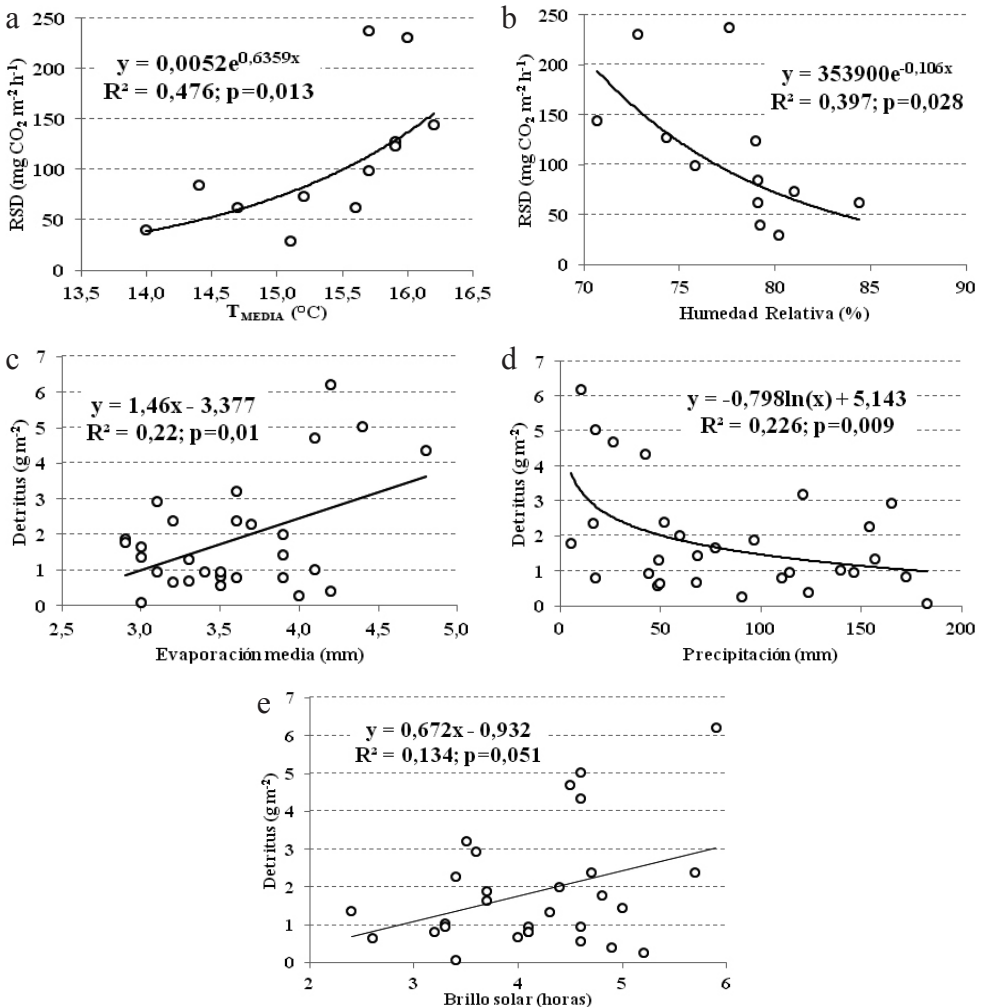 a
RSD (mg CO2 m-2 h-1)
250
200
150
100
50
0
y = 0,0052e0,6359x
R² = 0,476; p=0,013
13,5 14,0 14,5 15,0 15,5 16,0 16,5
TMEDIA (°C)
b
RSD (mg CO2 m-2 h-1)
250
200
150
100
50
0
y = 353900e-0,106x
R² = 0,397; p=0,028
70 75 80 85 90
Humedad Relativa (%)
c
Detritus (g m-2)
7
6
5
4
3
2
1
0
y = 1,46x - 3,377
R² = 0,22; p=0,01
2,5 3,0 3,5 4,0 4,5 5,0
Evaporación media (mm)
d
Detritus (g m-2)
7
6
5
4
3
2
1
0
y = -0,798ln(x) + 5,143
R² = 0,226; p=0,009
0 50 100 150 200
Precipitación (mm)
e
Detritus (g m-2)
7
6
5
4
3
2
1
0
y = 0,672x - 0,932
R² = 0,134; p=0,051
2 3 4 5 6
Brillo solar (horas)